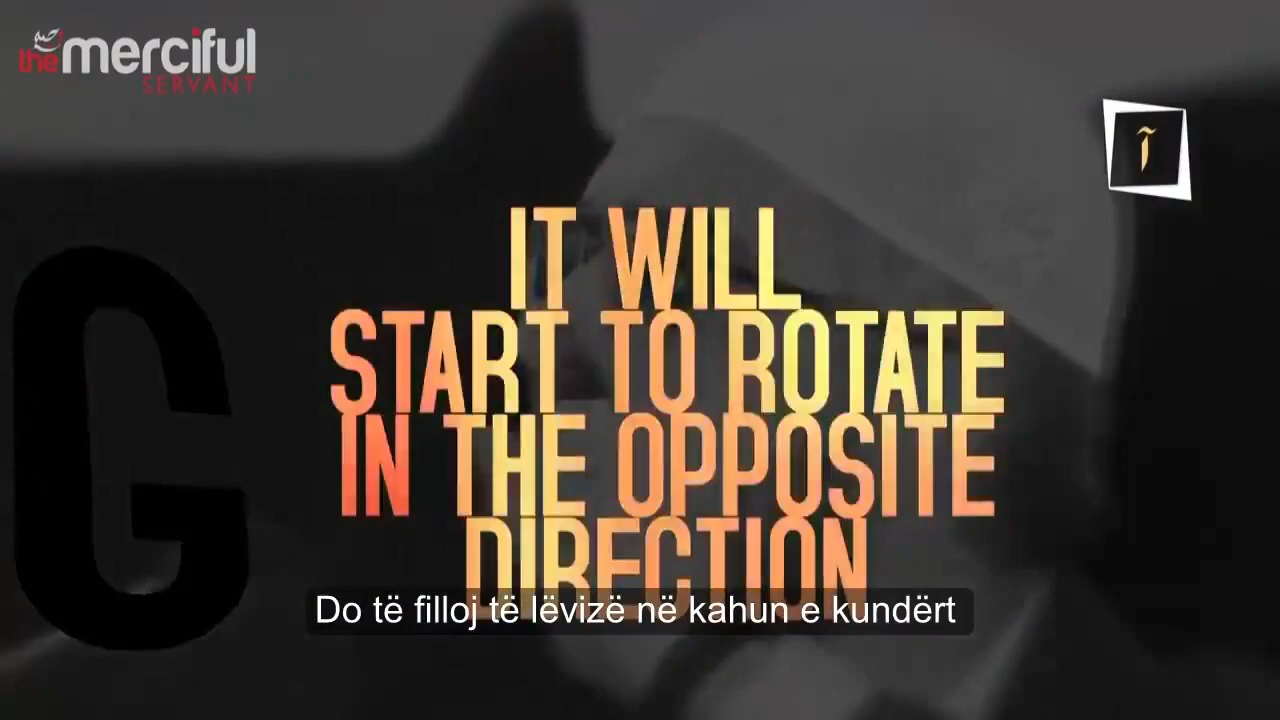 the merciful
SERVANT
IT WILL
START TO ROTATE
IN THE OPPOSITE
DIRECTION
Do të filloj të lëvizë në kahun e kundërt
G